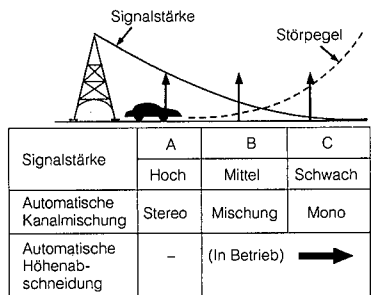 Signalstärke
Störpegel
Signalstärke
A B C
Hoch Mittel Schwach
Automatische
Kanalmischung
Stereo Mischung Mono
Automatische
Höhenab-
schneidung
– (In Betrieb)